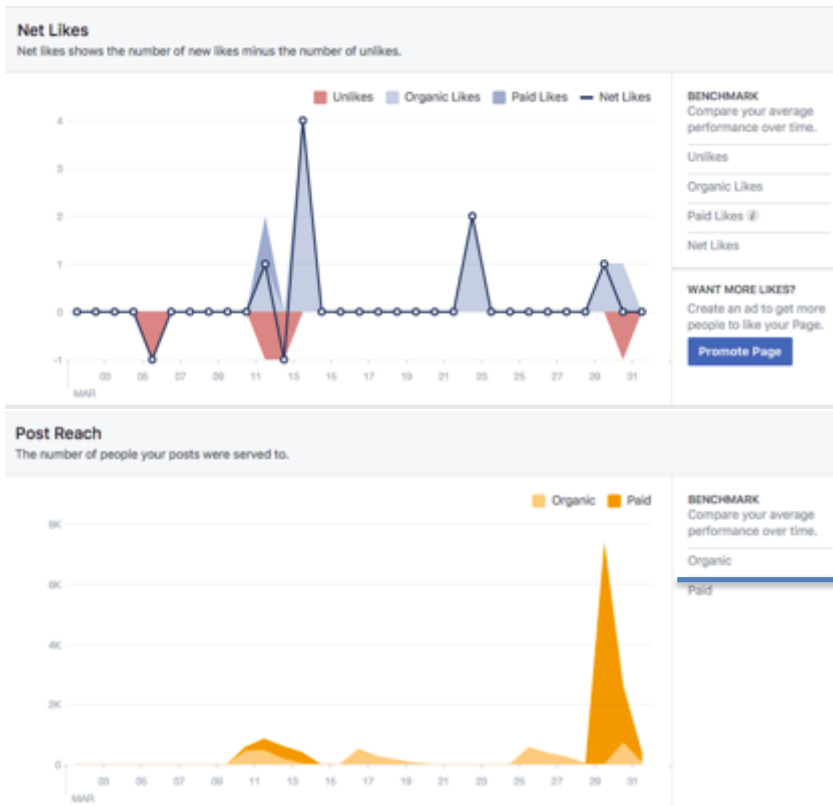 Net Likes
Net likes shows the number of new likes minus the number of unlikes.
Unlikes Organic Likes Paid Likes Net Likes
4
3
2
1
0
-1
03 05 07 09 11 13 15 17 19 21 23 25 27 29 31
MAR
BENCHMARK
Compare your average
performance over time.
Unlikes
Organic Likes
Paid Likes i
Net Likes
WANT MORE LIKES?
Create an ad to get more
people to like your Page.
Promote Page
Post Reach
The number of people your posts were served to.
Organic Paid
8K
6K
4K
2K
0
03 05 07 09 11 13 15 17 19 21 23 25 27 29 31
MAR
BENCHMARK
Compare your average
performance over time.
Organic
Paid